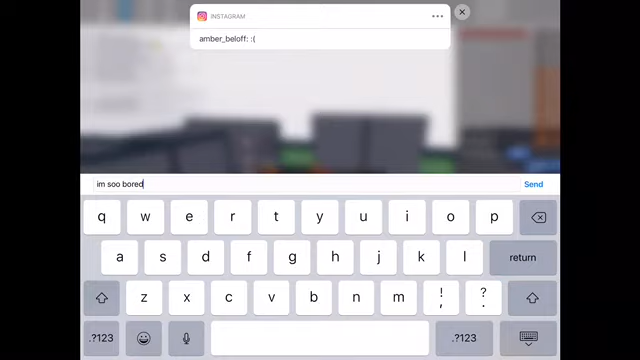 INSTAGRAM
amber_beloff: :(
im soo bored
Send
q w e r t y u i o p
a s d f g h j k l return
z x c v b n m ! , ? .
.?123 .?123